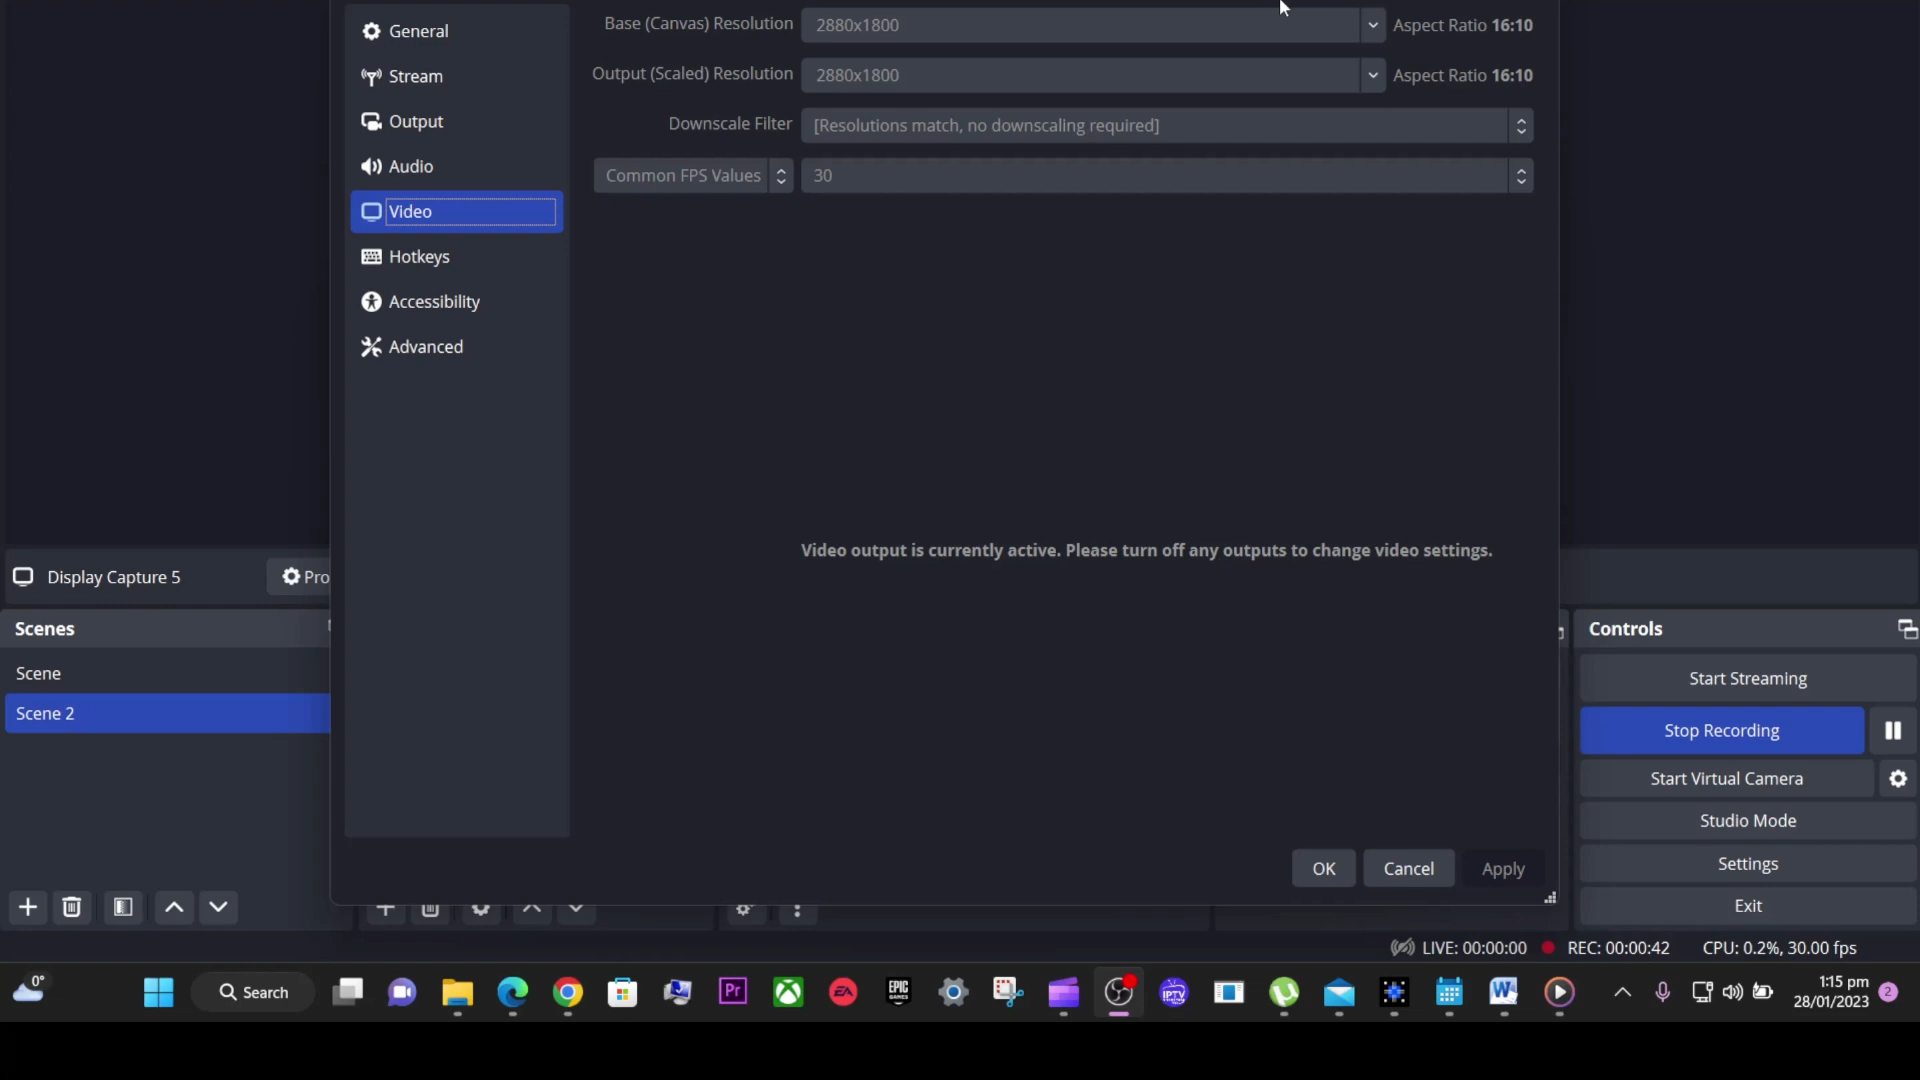 General
Stream
Output
Audio
Video
Hotkeys
Accessibility
Advanced
Base (Canvas) Resolution 2880x1800 Aspect Ratio 16:10
Output (Scaled) Resolution 2880x1800 Aspect Ratio 16:10
Downscale Filter [Resolutions match, no downscaling required]
Common FPS Values 30
Video output is currently active. Please turn off any outputs to change video settings.
OK Cancel Apply
Display Capture 5 Pro
Scenes
Scene
Scene 2
Controls
Start Streaming
Stop Recording
Start Virtual Camera
Studio Mode
Settings
Exit
LIVE: 00:00:00 REC: 00:00:42 CPU: 0.2%, 30.00 fps
0°
Search
Pr
EA
EPIC GAMES
IPTV
W
1:15 pm
28/01/2023
2